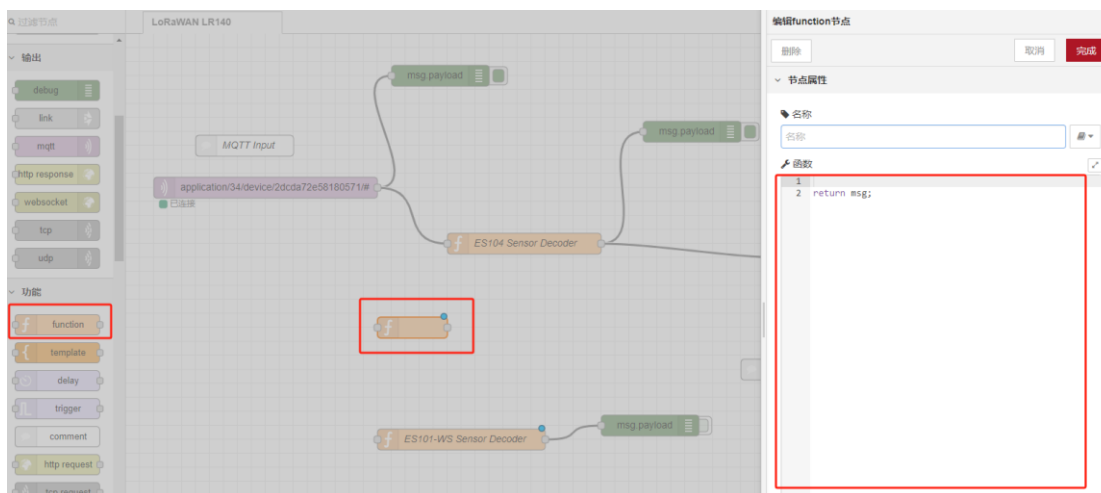 过滤节点
输出
debug
link
mqtt
http response
websocket
tcp
udp
功能
function
template
delay
trigger
comment
http request
tcp request
LoRaWAN LR140
msg.payload
MQTT Input
msg.payload
application/34/device/2dcda72e58180571/#
已连接
ES104 Sensor Decoder
ES101-WS Sensor Decoder
msg.payload
编辑function节点
删除
取消
完成
节点属性
名称
名称
函数
1
2 return msg;